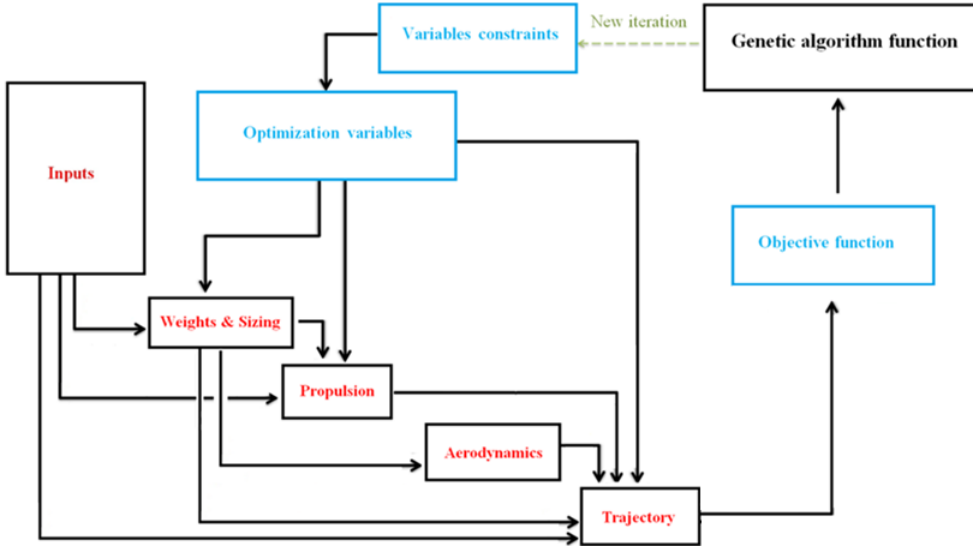 New iteration
Variables constraints
Genetic algorithm function
Optimization variables
Inputs
Objective function
Weights & Sizing
Propulsion
Aerodynamics
Trajectory